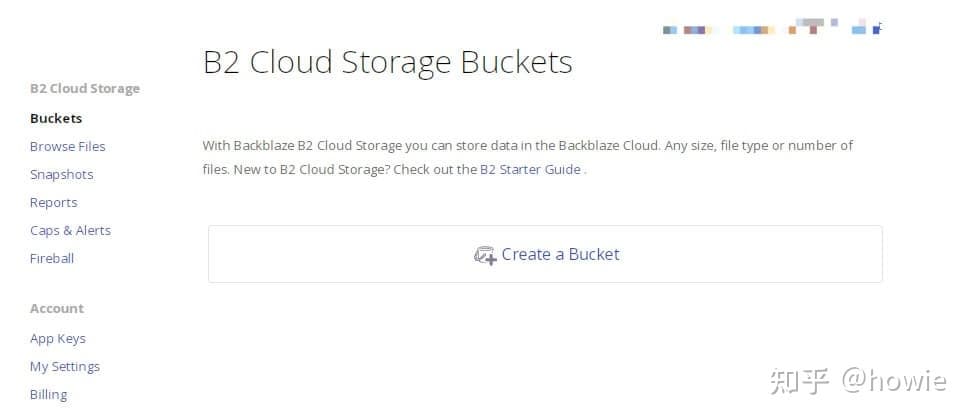 B2 Cloud Storage Buckets
B2 Cloud Storage
Buckets
Browse Files
Snapshots
Reports
Caps & Alerts
Fireball
Account
App Keys
My Settings
Billing
With Backblaze B2 Cloud Storage you can store data in the Backblaze Cloud. Any size, file type or number of
files. New to B2 Cloud Storage? Check out the B2 Starter Guide .
Create a Bucket
知乎 @howie